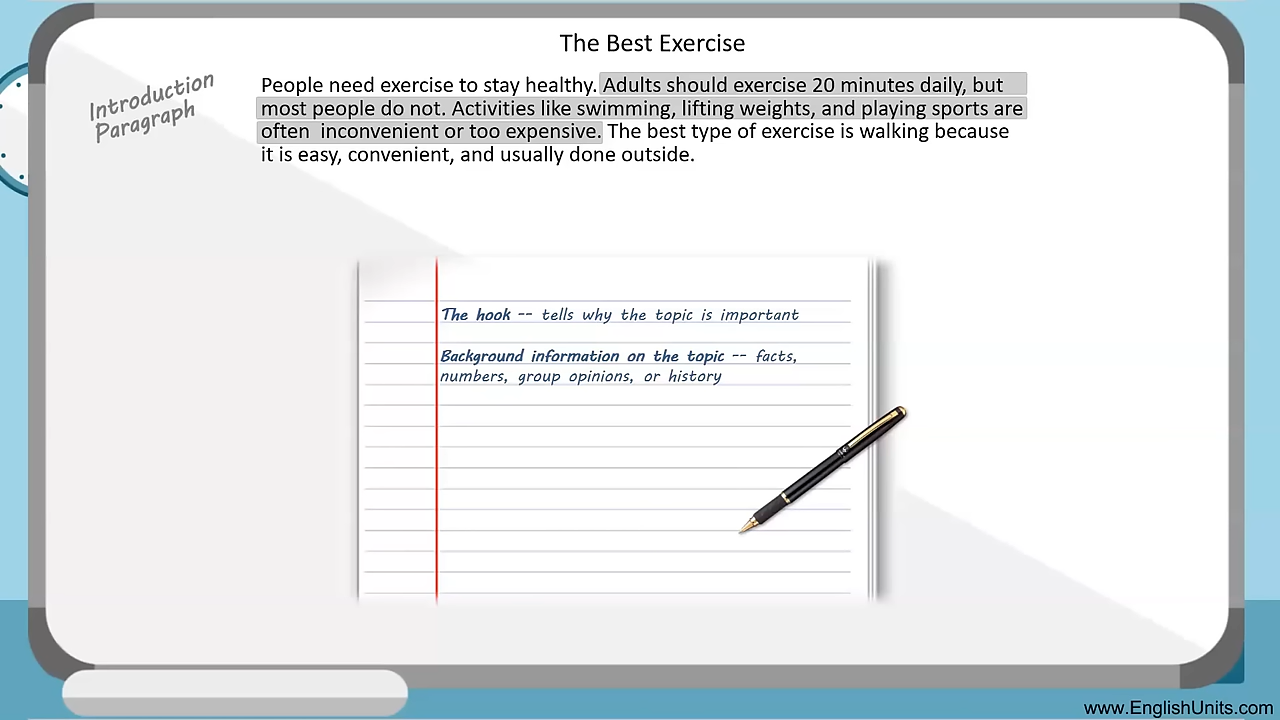 The Best Exercise
Introduction
Paragraph
People need exercise to stay healthy. Adults should exercise 20 minutes daily, but
most people do not. Activities like swimming, lifting weights, and playing sports are
often  inconvenient or too expensive. The best type of exercise is walking because
it is easy, convenient, and usually done outside.
The hook -- tells why the topic is important
Background information on the topic -- facts,
numbers, group opinions, or history
www.EnglishUnits.com